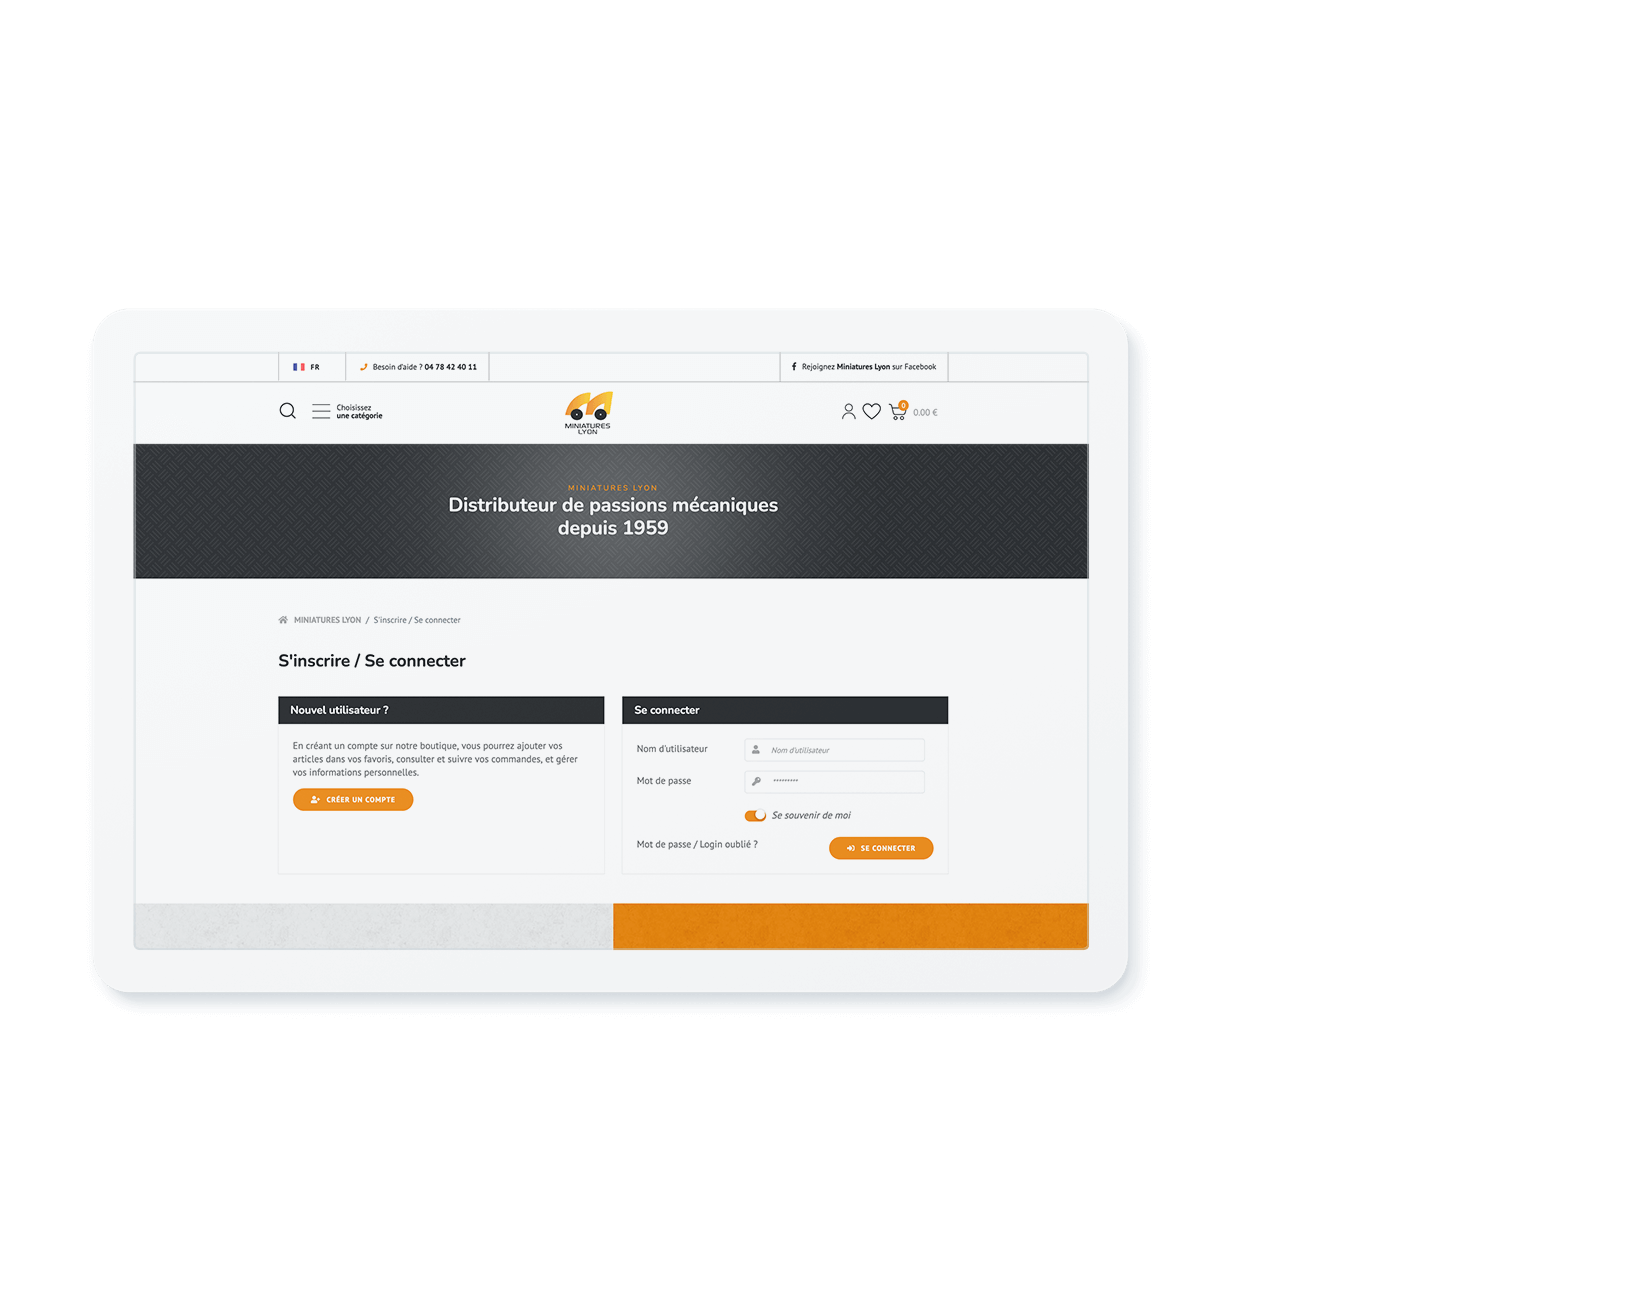 FR
Besoin d'aide ? 04 78 42 40 11
Rejoignez Miniatures Lyon sur Facebook
Choisissez
une catégorie
MINIATURES
LYON
0
0.00 €
MINIATURES LYON
Distributeur de passions mécaniques
depuis 1959
MINIATURES LYON / S'inscrire / Se connecter
S'inscrire / Se connecter
Nouvel utilisateur ?
En créant un compte sur notre boutique, vous pourrez ajouter vos
articles dans vos favoris, consulter et suivre vos commandes, et gérer
vos informations personnelles.
CRÉER UN COMPTE
Se connecter
Nom d'utilisateur
Nom d'utilisateur
Mot de passe
*********
Se souvenir de moi
Mot de passe / Login oublié ?
SE CONNECTER